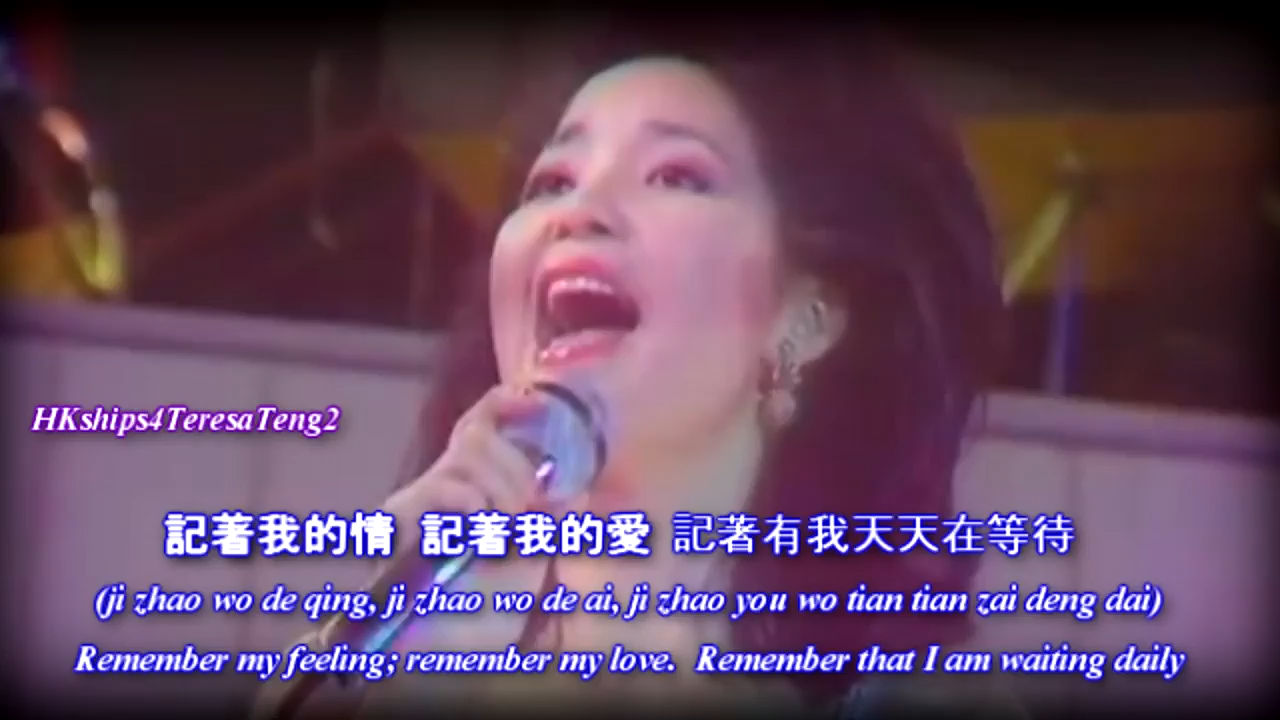 HKships4TeresaTeng2
記著我的情 記著我的愛 記著有我天天在等待
(ji zhao wo de qing, ji zhao wo de ai, ji zhao you wo tian tian zai deng dai)
Remember my feeling; remember my love. Remember that I am waiting daily